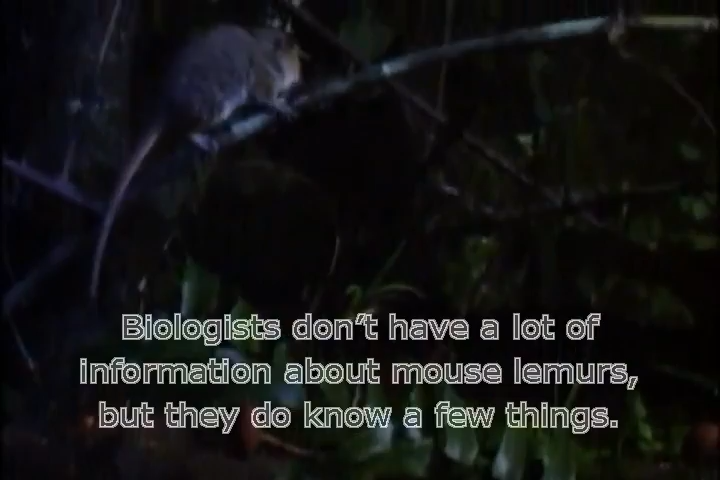 Biologists don’t have a lot of
information about mouse lemurs,
but they do know a few things.